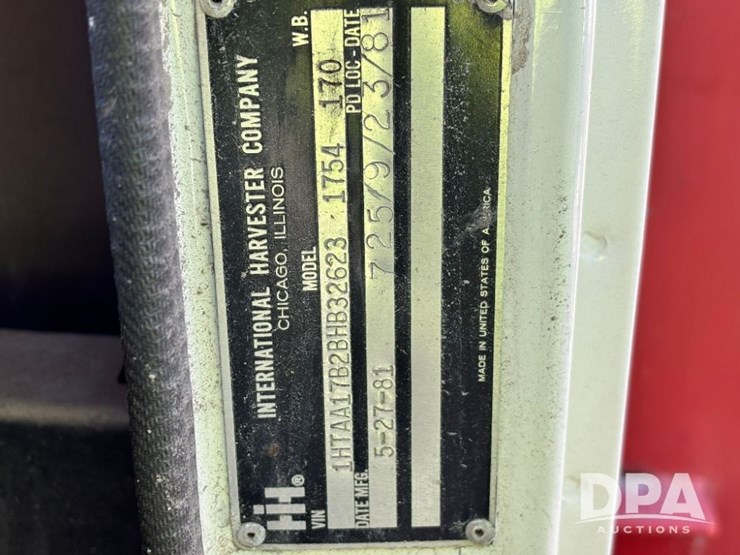 INTERNATIONAL HARVESTER COMPANY
CHICAGO, ILLINOIS
IH®
VIN MODEL W.B.
1HTAA17B2BHB32623 1754 170
DATE MFG. PD LOC - DATE
5-27-81 725/9/23/81
MADE IN UNITED STATES OF AMERICA
DPA
AUCTIONS